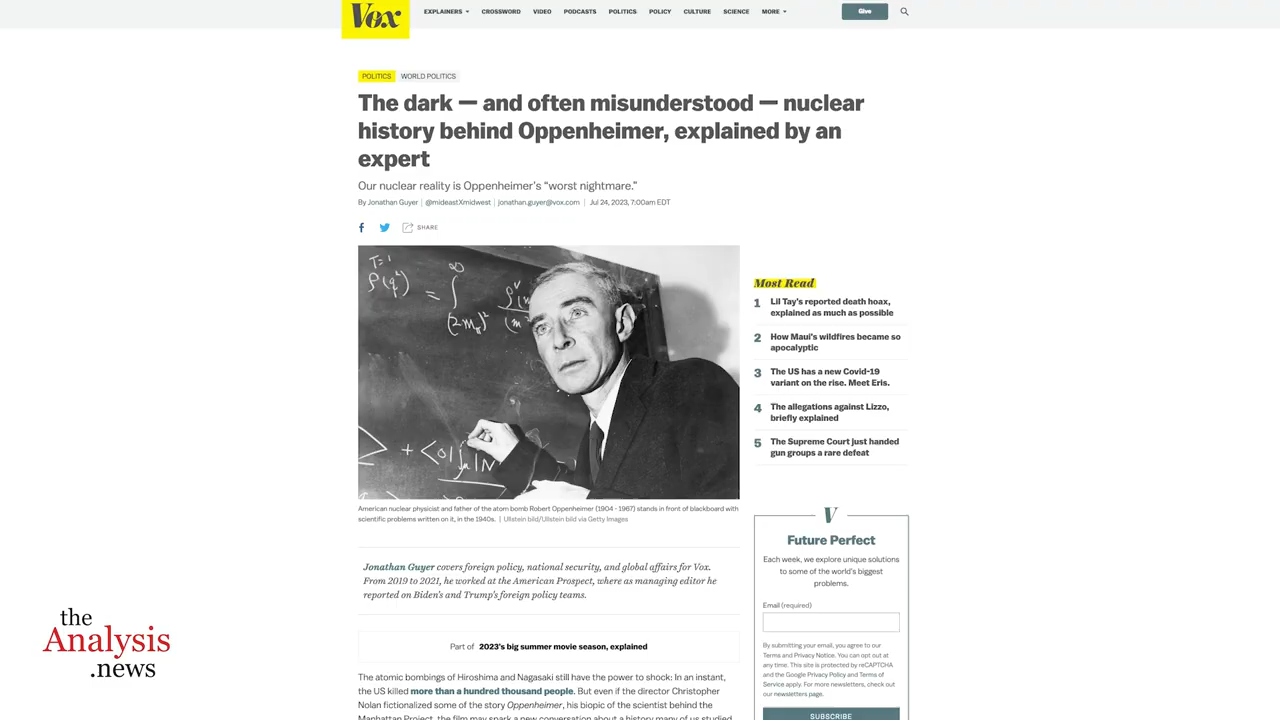 Vox
EXPLAINERS
CROSSWORD
VIDEO
PODCASTS
POLITICS
POLICY
CULTURE
SCIENCE
MORE
Give
POLITICS
WORLD POLITICS
The dark — and often misunderstood — nuclear
history behind Oppenheimer, explained by an
expert
Our nuclear reality is Oppenheimer's “worst nightmare.”
By Jonathan Guyer | @mideastXmidwest | jonathan.guyer@vox.com | Jul 24, 2023, 7:00am EDT
SHARE
American nuclear physicist and father of the atom bomb Robert Oppenheimer (1904 - 1967) stands in front of blackboard with
scientific problems written on it, in the 1940s. | Ullstein bild/Ullstein bild via Getty Images
Jonathan Guyer covers foreign policy, national security, and global affairs for Vox.
From 2019 to 2021, he worked at the American Prospect, where as managing editor he
reported on Biden's and Trump's foreign policy teams.
Part of 2023's big summer movie season, explained
The atomic bombings of Hiroshima and Nagasaki still have the power to shock: In an instant,
the US killed more than a hundred thousand people. But even if the director Christopher
Nolan fictionalized some of the story Oppenheimer, his biopic of the scientist behind the
Manhattan Project, the film may spark a new conversation about a history many of us studied
Most Read
1 Lil Tay's reported death hoax,
explained as much as possible
2 How Maui's wildfires became so
apocalyptic
3 The US has a new Covid-19
variant on the rise. Meet Eris.
4 The allegations against Lizzo,
briefly explained
5 The Supreme Court just handed
gun groups a rare defeat
V
Future Perfect
Each week, we explore unique solutions
to some of the world's biggest
problems.
Email (required)
By submitting your email, you agree to our
Terms and Privacy Notice. You can opt out at
any time. This site is protected by reCAPTCHA
and the Google Privacy Policy and Terms of
Service apply. For more newsletters, check out
our newsletters page.
SUBSCRIBE
the
Analysis
.news